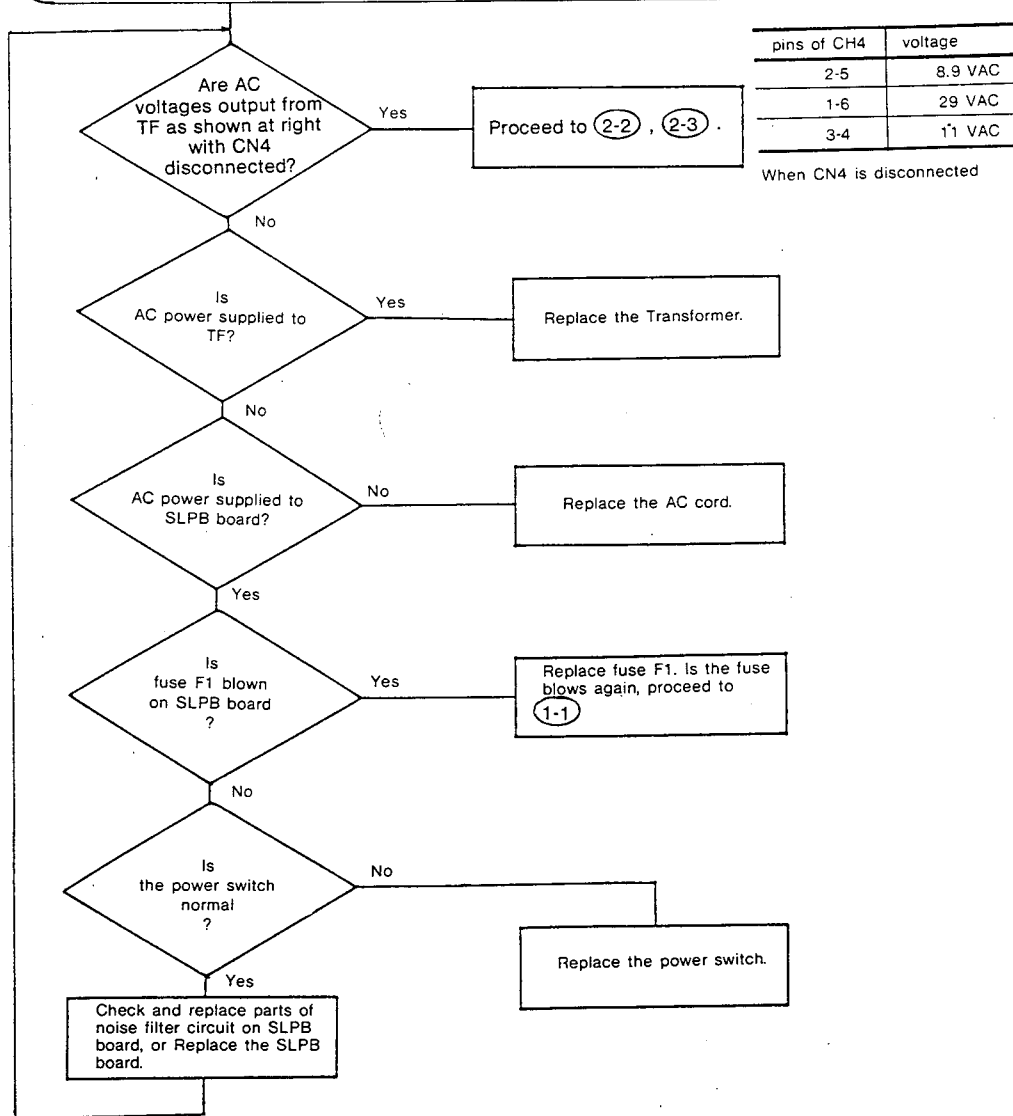 Are AC
voltages output from
TF as shown at right
with CN4
disconnected?
Yes
Proceed to 2-2 , 2-3 .
pins of CH4 voltage
2-5 8.9 VAC
1-6 29 VAC
3-4 11 VAC
When CN4 is disconnected
No
Is
AC power supplied to
TF?
Yes
Replace the Transformer.
No
Is
AC power supplied to
SLPB board?
No
Replace the AC cord.
Yes
Is
fuse F1 blown
on SLPB board
?
Yes
Replace fuse F1. Is the fuse
blows again, proceed to
1-1
No
Is
the power switch
normal
?
No
Replace the power switch.
Yes
Check and replace parts of
noise filter circuit on SLPB
board, or Replace the SLPB
board.